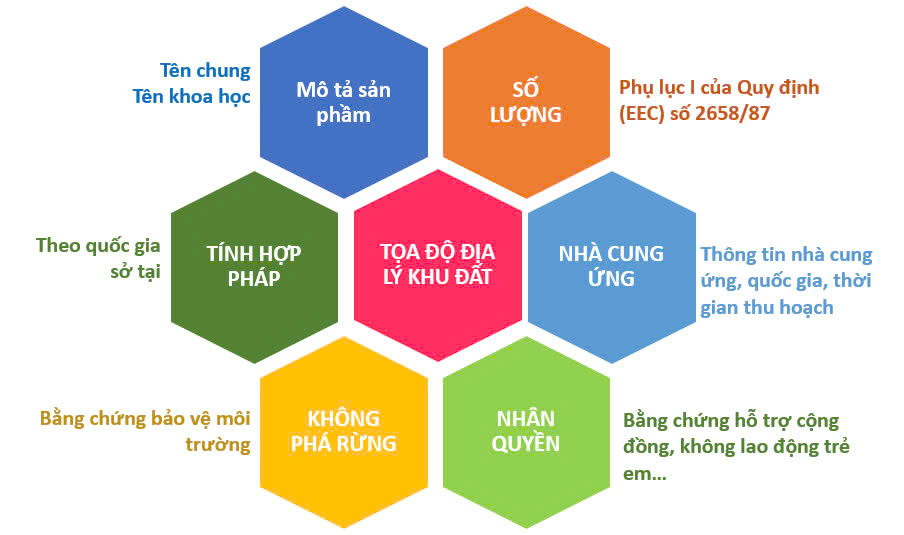 Tên chung
Tên khoa học
Mô tả sản
phầm
SỐ
LƯỢNG
Phụ lục I của Quy định
(EEC) số 2658/87
Theo quốc gia
sở tại
TÍNH HỢP
PHÁP
TỌA ĐỘ ĐỊA
LÝ KHU ĐẤT
NHÀ CUNG
ỨNG
Thông tin nhà cung
ứng, quốc gia, thời
gian thu hoạch
Bằng chứng bảo vệ môi
trường
KHÔNG
PHÁ RỪNG
NHÂN
QUYỀN
Bằng chứng hỗ trợ cộng
đồng, không lao động trẻ
em...